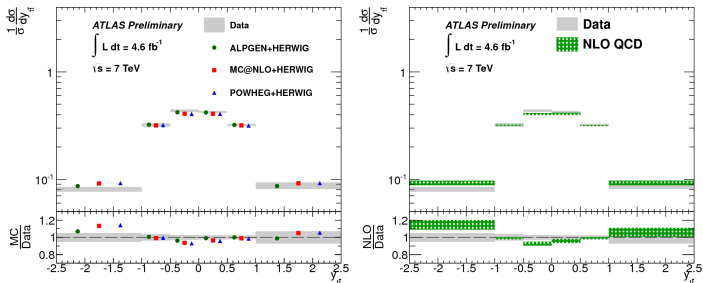 1/σ dσ/dy_tt̄
ATLAS Preliminary
∫ L dt = 4.6 fb⁻¹
√s = 7 TeV
Data
ALPGEN+HERWIG
MC@NLO+HERWIG
POWHEG+HERWIG
1
10⁻¹
MC/Data
1.2
1
0.8
-2.5 -2 -1.5 -1 -0.5 0 0.5 1 1.5 2 2.5
y_tt̄
1/σ dσ/dy_tt̄
ATLAS Preliminary
∫ L dt = 4.6 fb⁻¹
√s = 7 TeV
Data
NLO QCD
1
10⁻¹
NLO/Data
1.2
1
0.8
-2.5 -2 -1.5 -1 -0.5 0 0.5 1 1.5 2 2.5
y_tt̄